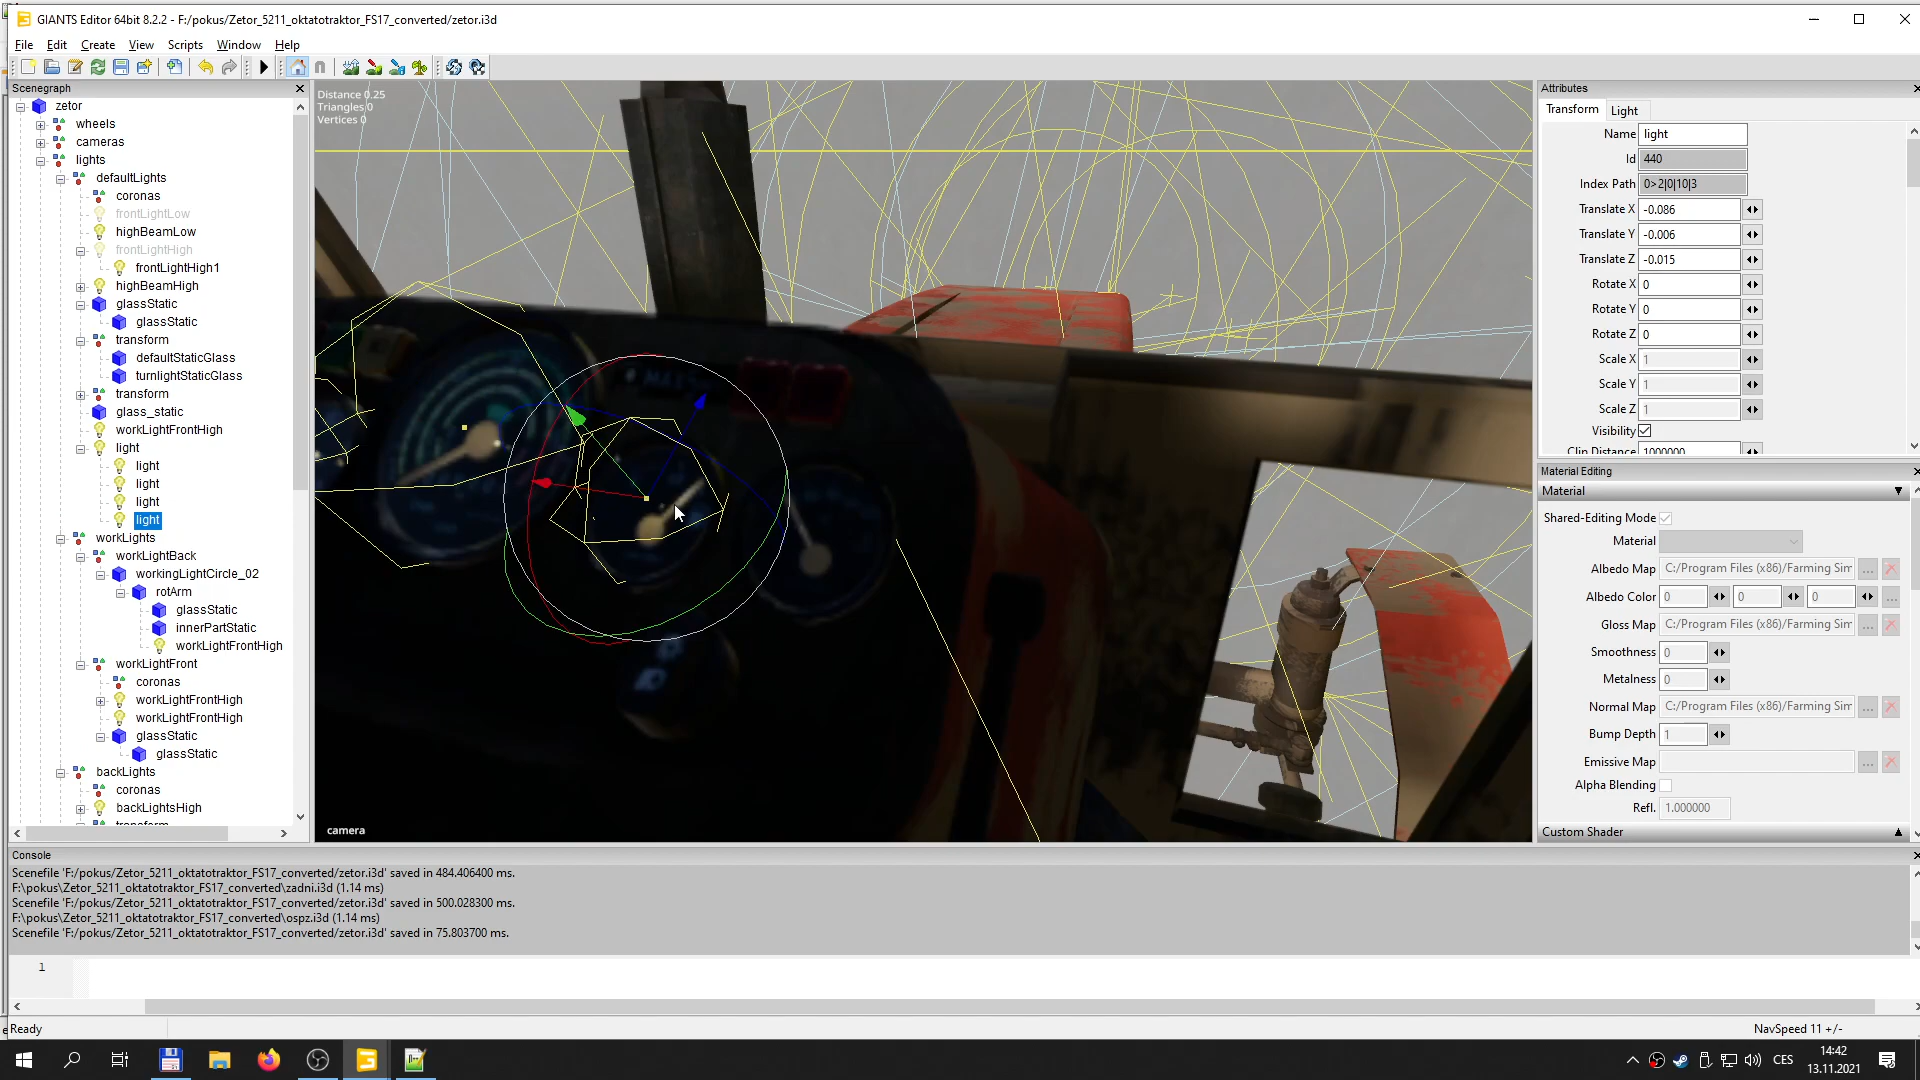 GIANTS Editor 64bit 8.2.2 - F:/pokus/Zetor_5211_oktatotraktor_FS17_converted/zetor.i3d
File Edit Create View Scripts Window Help
Scenegraph
zetor
wheels
cameras
lights
defaultLights
coronas
frontLightLow
highBeamLow
frontLightHigh
frontLightHigh1
highBeamHigh
glassStatic
glassStatic
transform
defaultStaticGlass
turnlightStaticGlass
transform
glass_static
workLightFrontHigh
light
light
light
light
light
workLights
workLightBack
workingLightCircle_02
rotArm
glassStatic
innerPartStatic
workLightFrontHigh
workLightFront
coronas
workLightFrontHigh
workLightFrontHigh
glassStatic
glassStatic
backLights
coronas
backLightsHigh
transform
Distance 0.25
Triangles 0
Vertices 0
camera
Attributes
Transform Light
Name light
Id 440
Index Path 0>2|0|10|3
Translate X -0.086
Translate Y -0.006
Translate Z -0.015
Rotate X 0
Rotate Y 0
Rotate Z 0
Scale X 1
Scale Y 1
Scale Z 1
Visibility
Clip Distance 1000000
Material Editing
Material
Shared-Editing Mode
Material
Albedo Map C:/Program Files (x86)/Farming Sim ...
Albedo Color 0 0 0 ...
Gloss Map C:/Program Files (x86)/Farming Sim ...
Smoothness 0
Metalness 0
Normal Map C:/Program Files (x86)/Farming Sim ...
Bump Depth 1
Emissive Map ...
Alpha Blending
Refl. 1.000000
Custom Shader
Console
Scenefile 'F:/pokus/Zetor_5211_oktatotraktor_FS17_converted/zetor.i3d' saved in 484.406400 ms.
F:\pokus\Zetor_5211_oktatotraktor_FS17_converted\zadni.i3d (1.14 ms)
Scenefile 'F:/pokus/Zetor_5211_oktatotraktor_FS17_converted/zetor.i3d' saved in 500.028300 ms.
F:\pokus\Zetor_5211_oktatotraktor_FS17_converted\ospz.i3d (1.14 ms)
Scenefile 'F:/pokus/Zetor_5211_oktatotraktor_FS17_converted/zetor.i3d' saved in 75.803700 ms.
1
Ready
NavSpeed 11 +/-
CES
14:42
13.11.2021